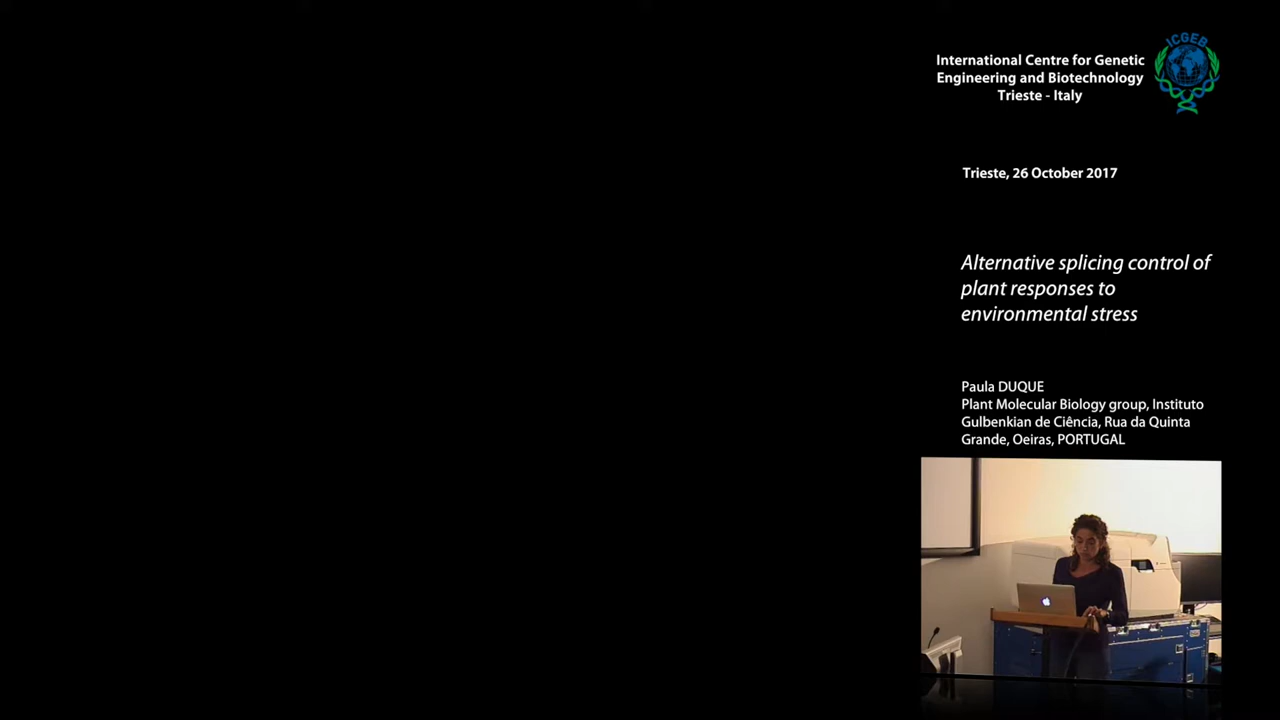 ICGEB
International Centre for Genetic
Engineering and Biotechnology
Trieste - Italy
Trieste, 26 October 2017
Alternative splicing control of
plant responses to
environmental stress
Paula DUQUE
Plant Molecular Biology group, Instituto
Gulbenkian de Ciência, Rua da Quinta
Grande, Oeiras, PORTUGAL